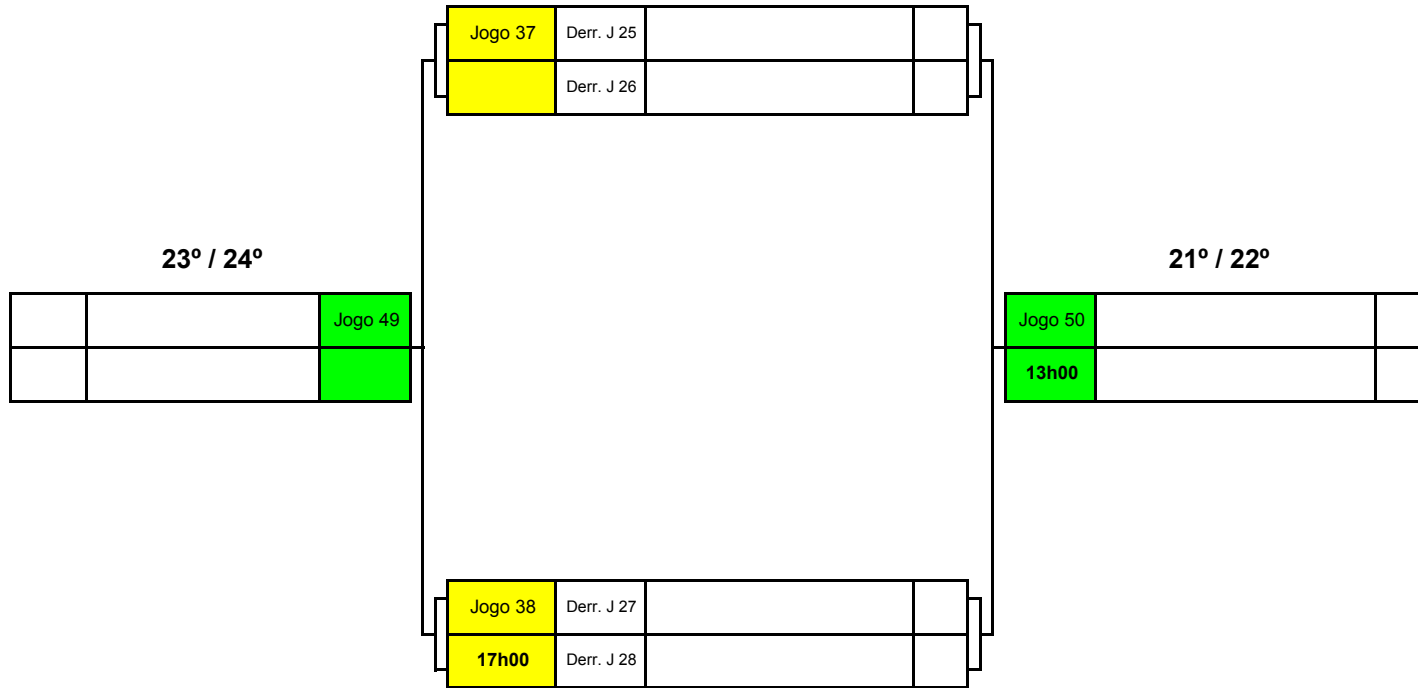 Jogo 37 Derr. J 25
Derr. J 26
23º / 24º
21º / 22º
Jogo 49
Jogo 50
13h00
Jogo 38 Derr. J 27
17h00 Derr. J 28